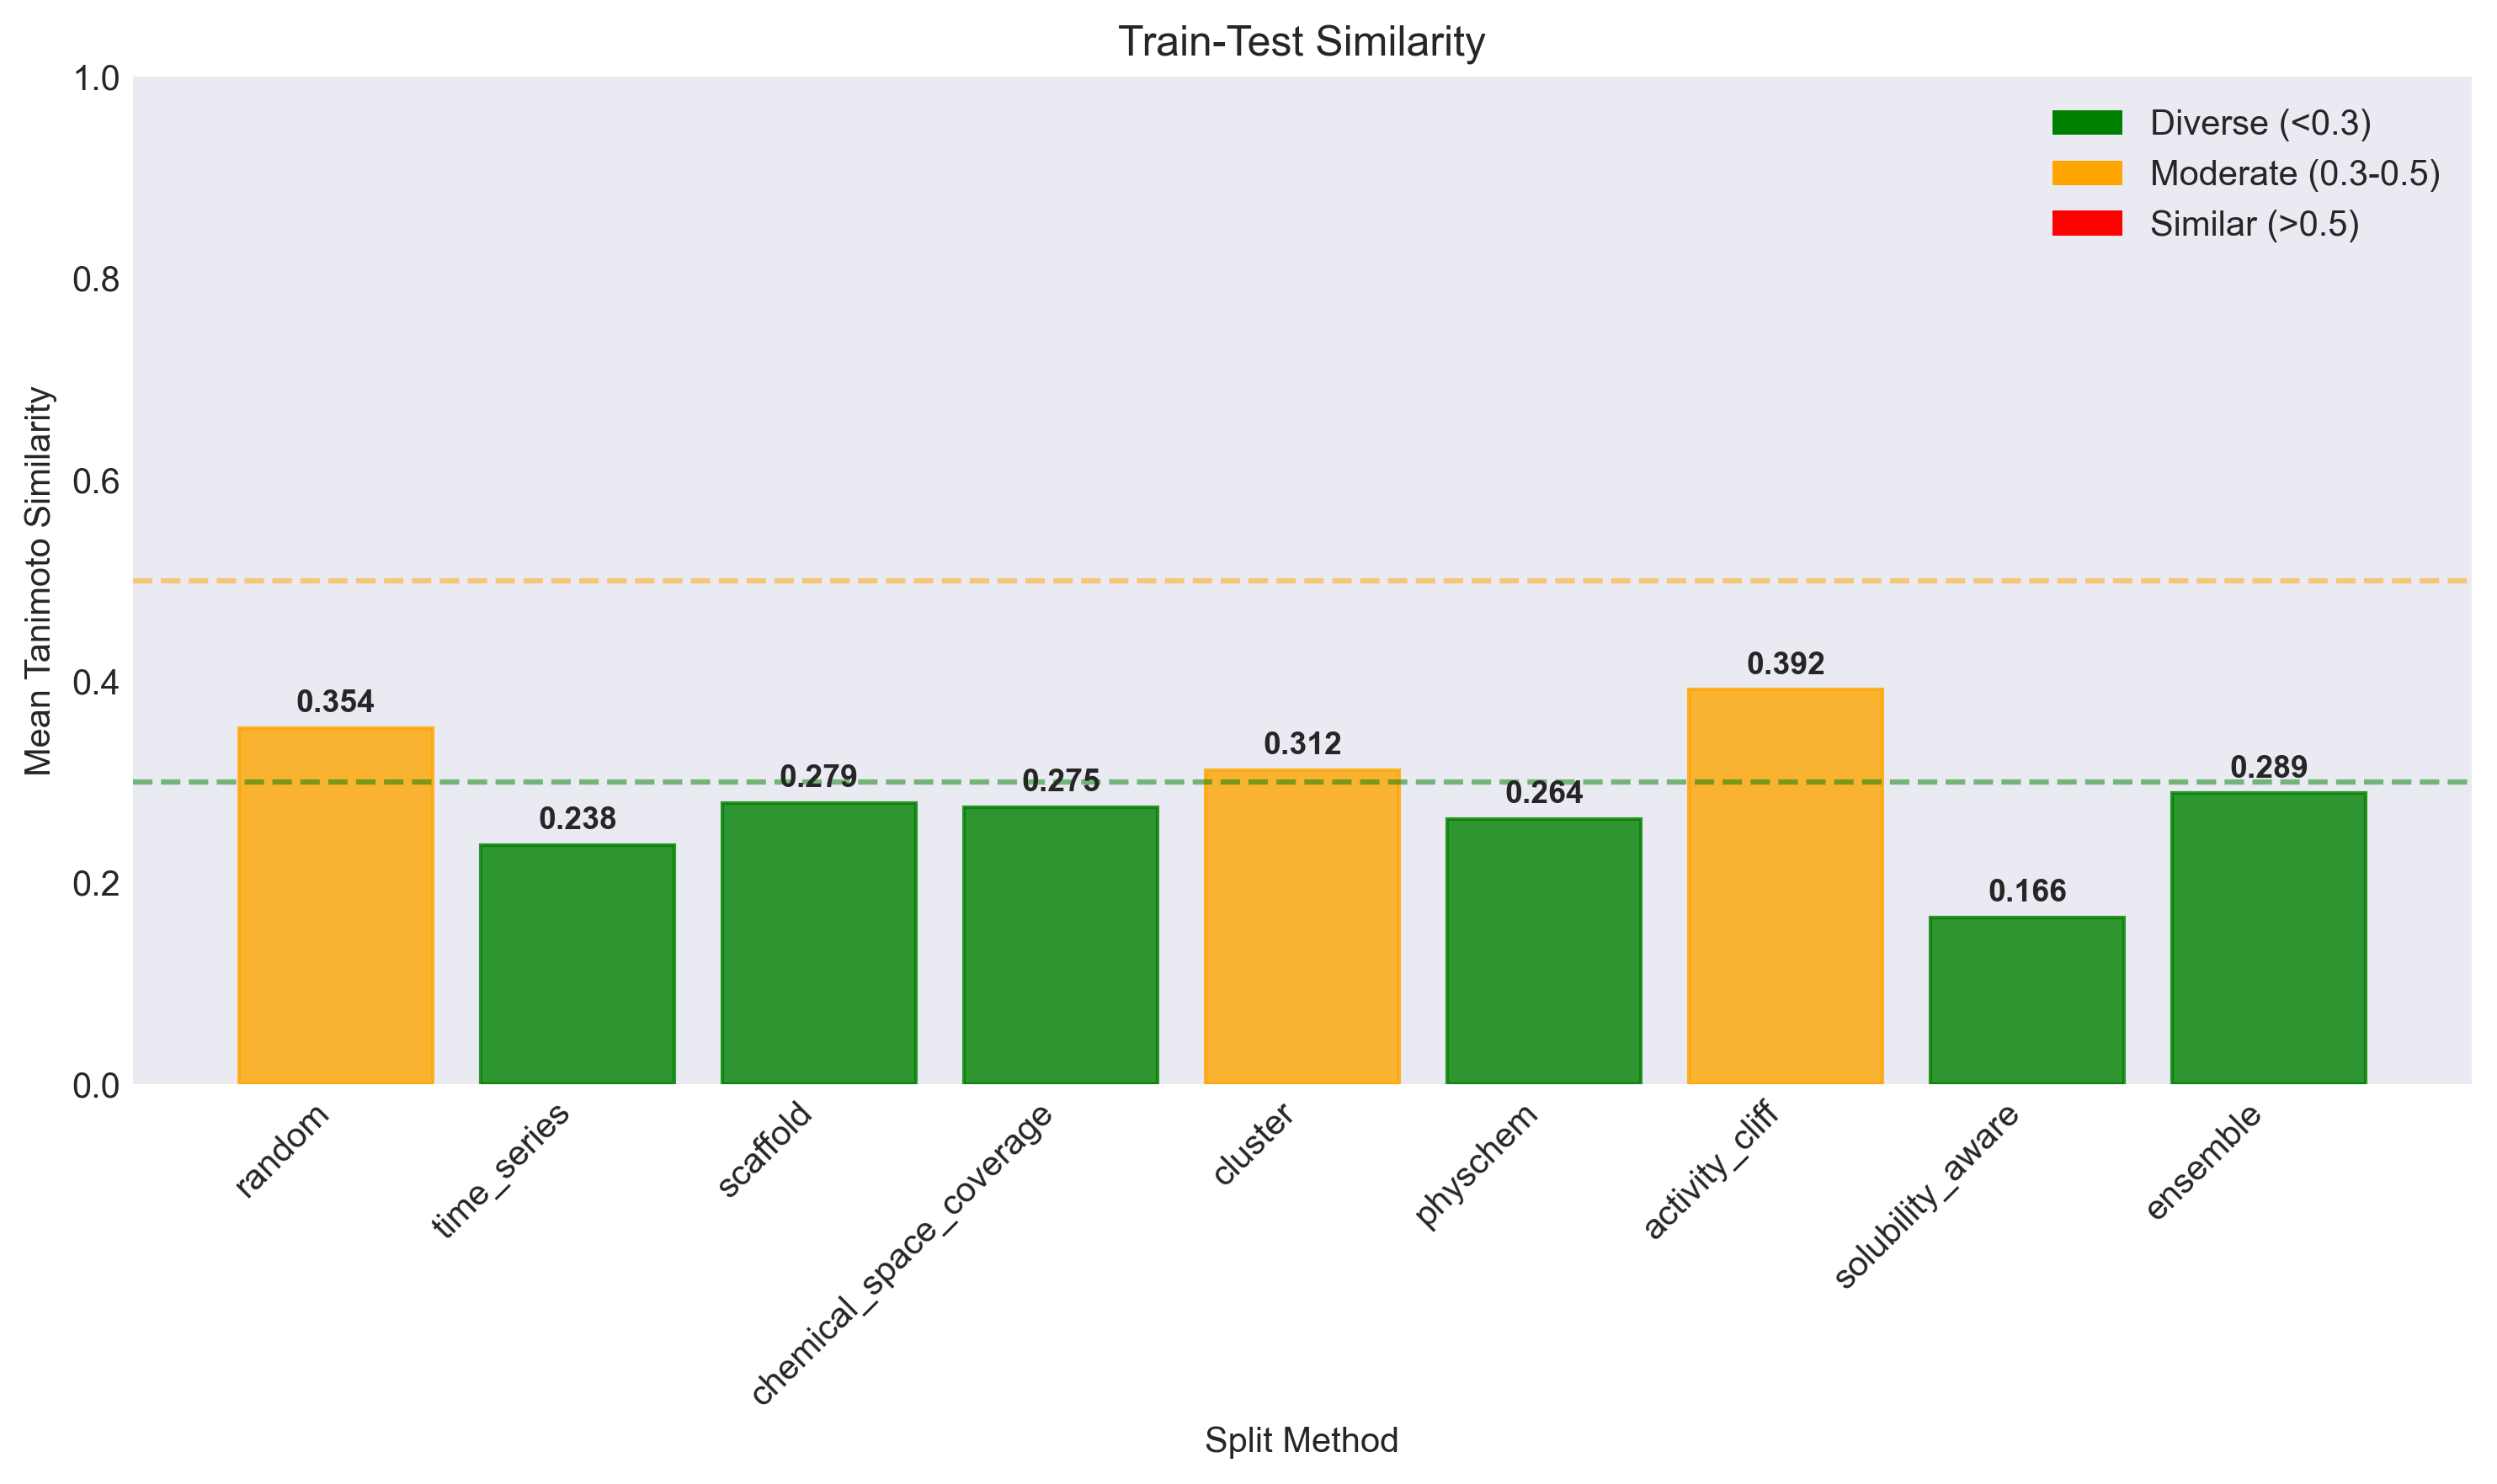 Train-Test Similarity
1.0
0.8
0.6
0.4
0.2
0.0
Mean Tanimoto Similarity
Diverse (<0.3)
Moderate (0.3-0.5)
Similar (>0.5)
0.354
0.238
0.279
0.275
0.312
0.264
0.392
0.166
0.289
random
time_series
scaffold
chemical_space_coverage
cluster
physchem
activity_cliff
solubility_aware
ensemble
Split Method